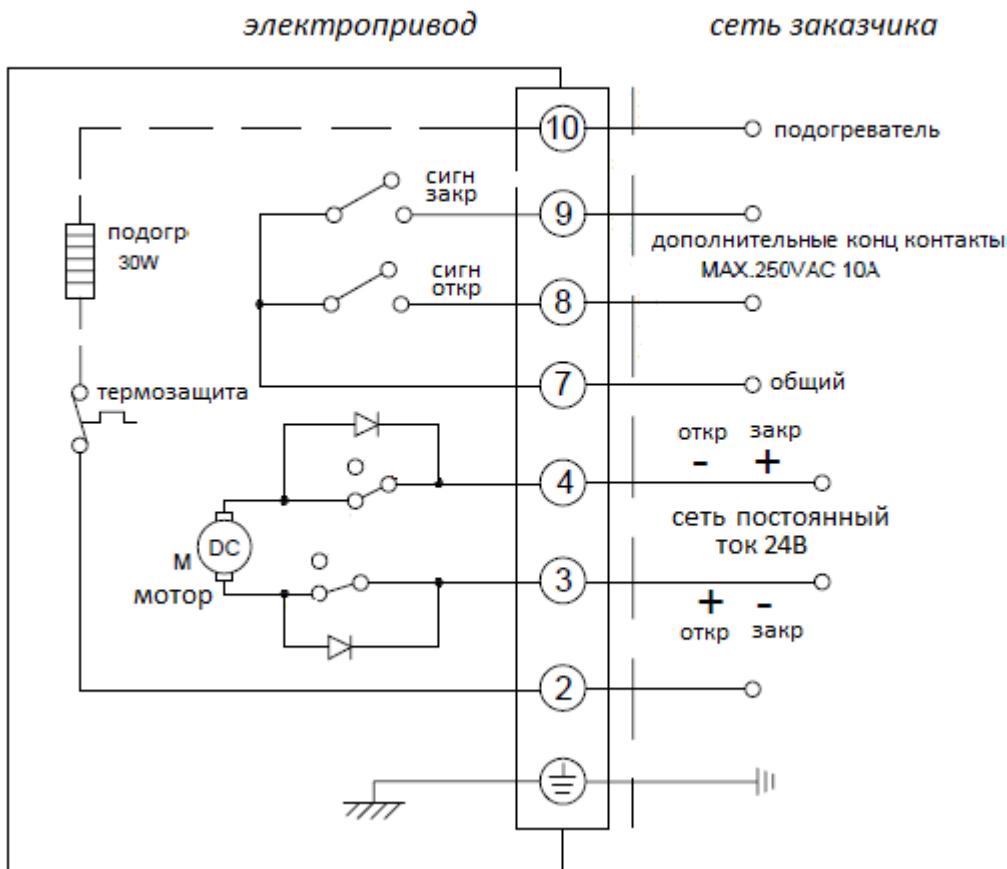 электропривод
сеть заказчика
10
подогреватель
сигн
закр
9
подогр
30W
дополнительные конц контакты
MAX.250VAC 10A
сигн
откр
8
7
общий
термозащита
откр закр
- +
4
сеть постоянный
ток 24В
DC
М
мотор
3
+ -
откр закр
2